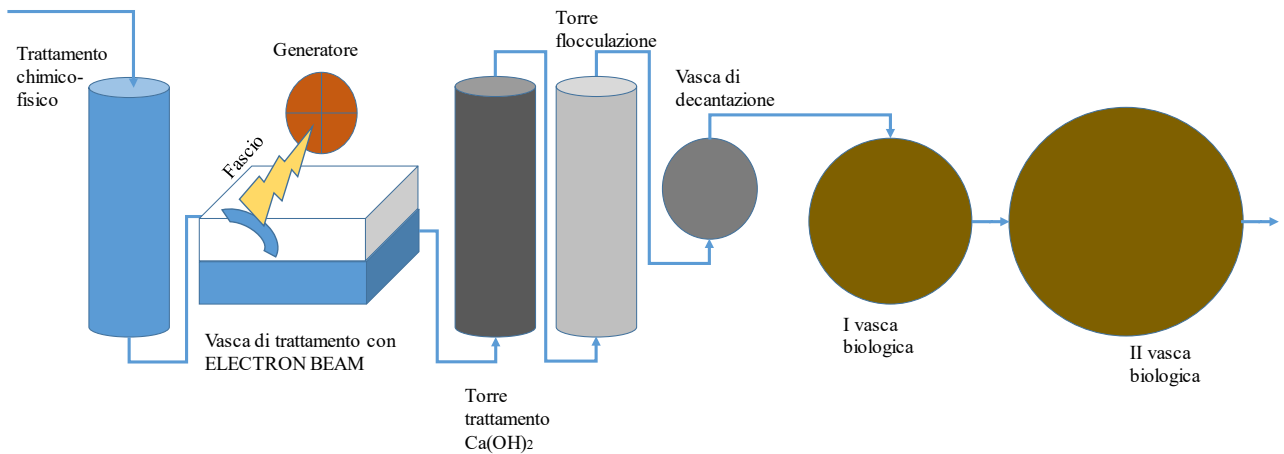 Trattamento
chimico-
fisico
Generatore
Fascio
Vasca di trattamento con
ELECTRON BEAM
Torre
trattamento
Ca(OH)2
Torre
flocculazione
Vasca di
decantazione
I vasca
biologica
II vasca
biologica